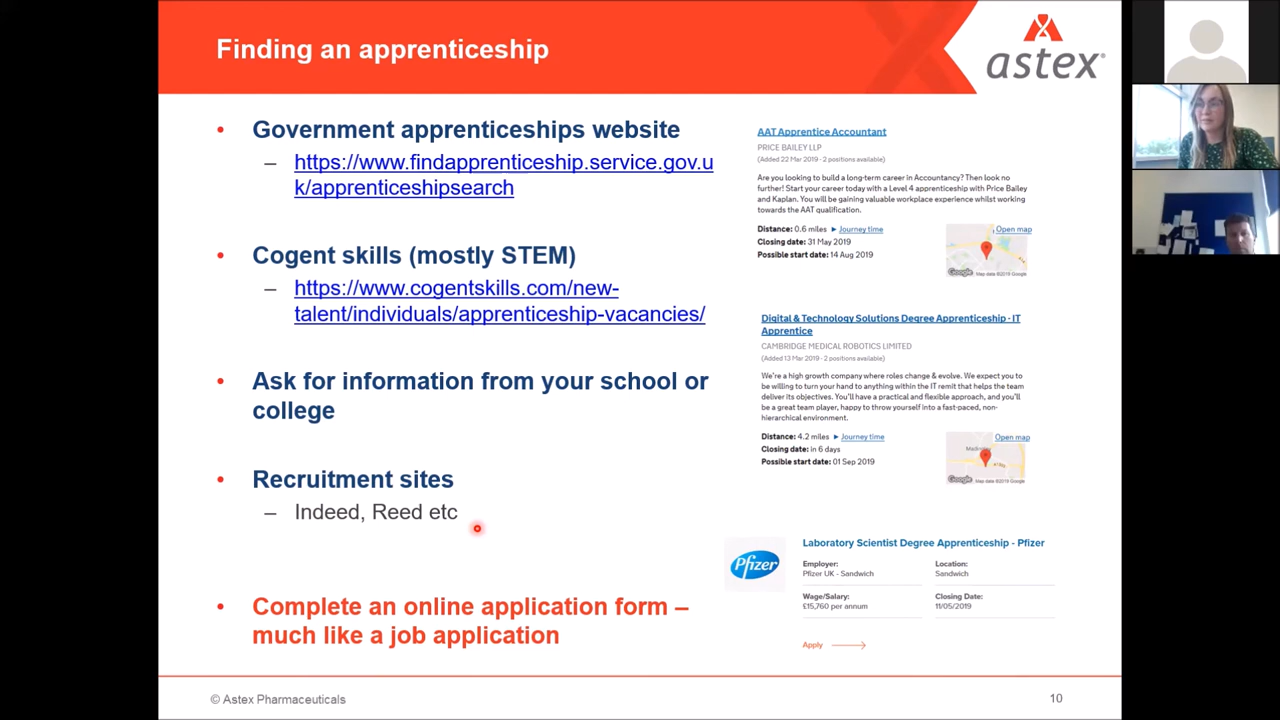 Finding an apprenticeship
astex
• Government apprenticeships website
– https://www.findapprenticeship.service.gov.u
k/apprenticeshipsearch
• Cogent skills (mostly STEM)
– https://www.cogentskills.com/new-
talent/individuals/apprenticeship-vacancies/
• Ask for information from your school or
college
• Recruitment sites
– Indeed, Reed etc
• Complete an online application form –
much like a job application
AAT Apprentice Accountant
PRICE BAILEY LLP
(Added 22 Mar 2019 - 2 positions available)
Are you looking to build a long-term career in Accountancy? Then look no
further! Start your career today with a Level 4 apprenticeship with Price Bailey
and Kaplan. You will be gaining valuable workplace experience whilst working
towards the AAT qualification.
Distance: 0.6 miles ▸ Journey time
Closing date: 31 May 2019
Possible start date: 14 Aug 2019
Open map
Google Map data ©2019 Google
Digital & Technology Solutions Degree Apprenticeship - IT
Apprentice
CAMBRIDGE MEDICAL ROBOTICS LIMITED
(Added 13 Mar 2019 - 2 positions available)
We're a high growth company where roles change & evolve. We expect you to
be willing to turn your hand to anything within the IT remit that helps the team
deliver its objectives. You'll have a practical and flexible approach, and you'll
be a great team player, happy to throw yourself into a fast-paced, non-
hierarchical environment.
Distance: 4.2 miles ▸ Journey time
Closing date: in 6 days
Possible start date: 01 Sep 2019
Open map
Google Map data ©2019 Google
Pfizer
Laboratory Scientist Degree Apprenticeship - Pfizer
Employer:
Pfizer UK - Sandwich
Location:
Sandwich
Wage/Salary:
£15,760 per annum
Closing Date:
11/05/2019
Apply
© Astex Pharmaceuticals
10